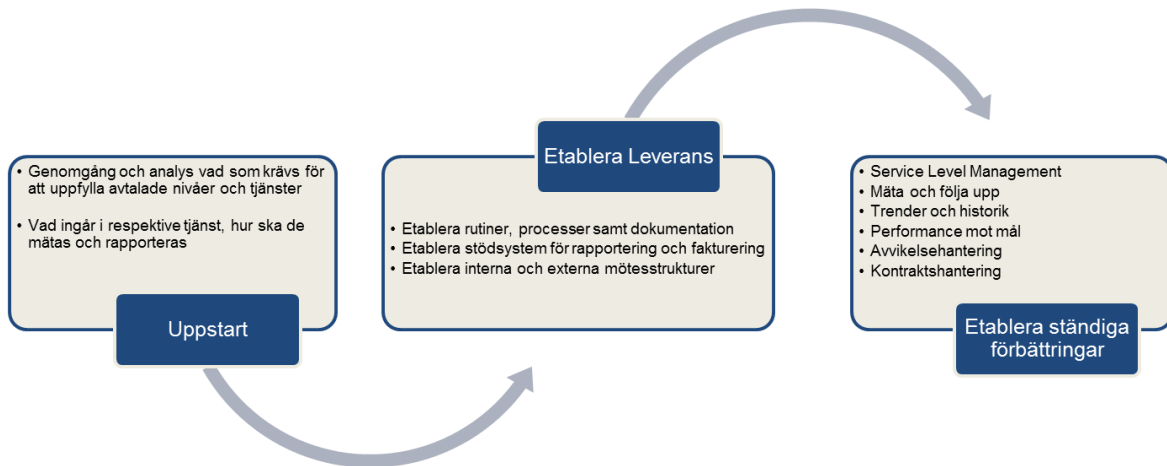 • Genomgång och analys vad som krävs för
att uppfylla avtalade nivåer och tjänster
• Vad ingår i respektive tjänst, hur ska de
mätas och rapporteras
Uppstart
Etablera Leverans
• Etablera rutiner, processer samt dokumentation
• Etablera stödsystem för rapportering och fakturering
• Etablera interna och externa mötesstrukturer
• Service Level Management
• Mäta och följa upp
• Trender och historik
• Performance mot mål
• Avvikelsehantering
• Kontraktshantering
Etablera ständiga
förbättringar